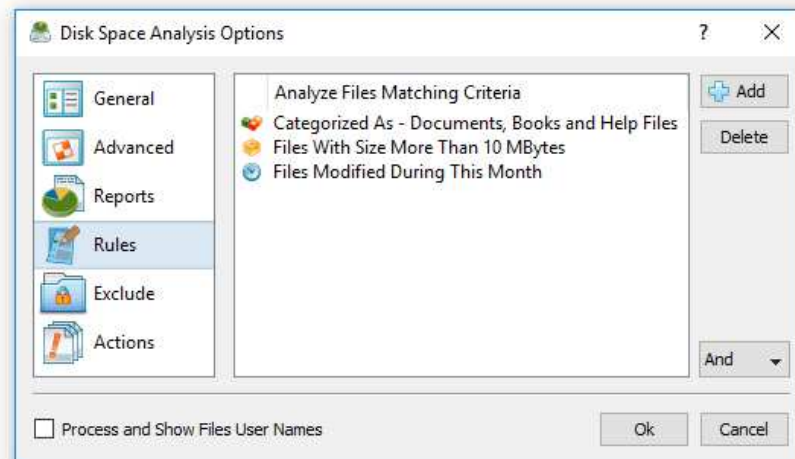 Disk Space Analysis Options
?
General
Advanced
Reports
Rules
Exclude
Actions
Analyze Files Matching Criteria
Categorized As - Documents, Books and Help Files
Files With Size More Than 10 MBytes
Files Modified During This Month
Add
Delete
And
Process and Show Files User Names
Ok
Cancel